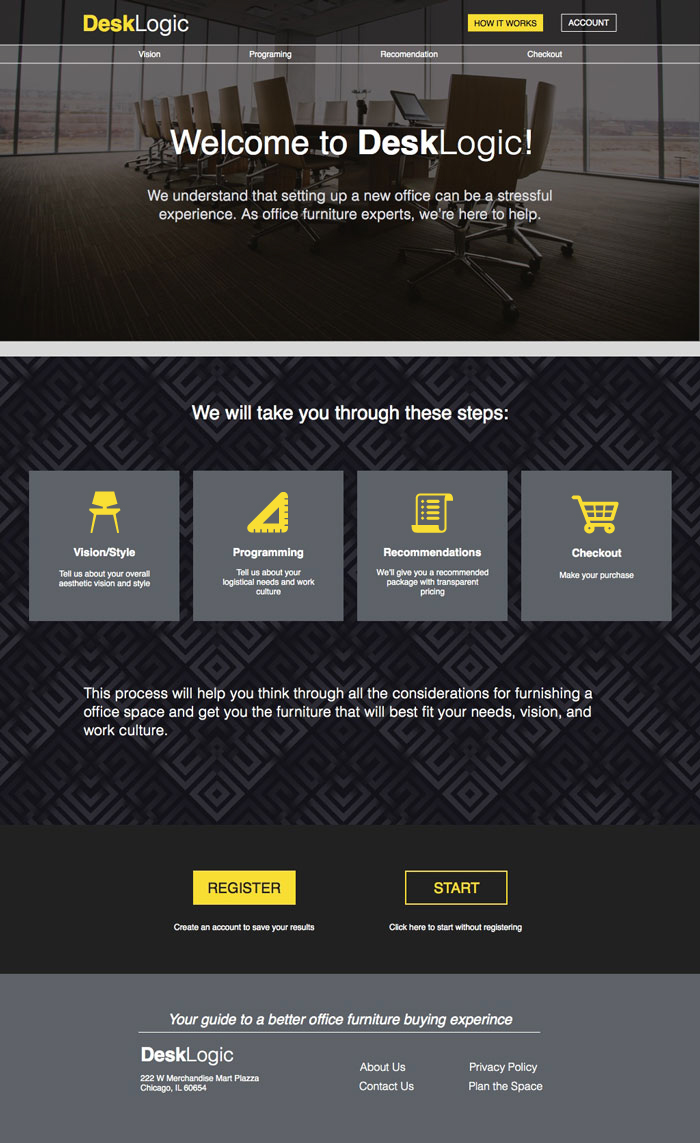 DeskLogic
HOW IT WORKS
ACCOUNT
Vision
Programing
Recomendation
Checkout
Welcome to DeskLogic!
We understand that setting up a new office can be a stressful
experience. As office furniture experts, we're here to help.
We will take you through these steps:
Vision/Style
Tell us about your overall
aesthetic vision and style
Programming
Tell us about your
logistical needs and work
culture
Recommendations
We'll give you a recommended
package with transparent
pricing
Checkout
Make your purchase
This process will help you think through all the considerations for furnishing a
office space and get you the furniture that will best fit your needs, vision, and
work culture.
REGISTER
Create an account to save your results
START
Click here to start without registering
Your guide to a better office furniture buying experince
DeskLogic
222 W Merchandise Mart Plazza
Chicago, IL 60654
About Us
Contact Us
Privacy Policy
Plan the Space